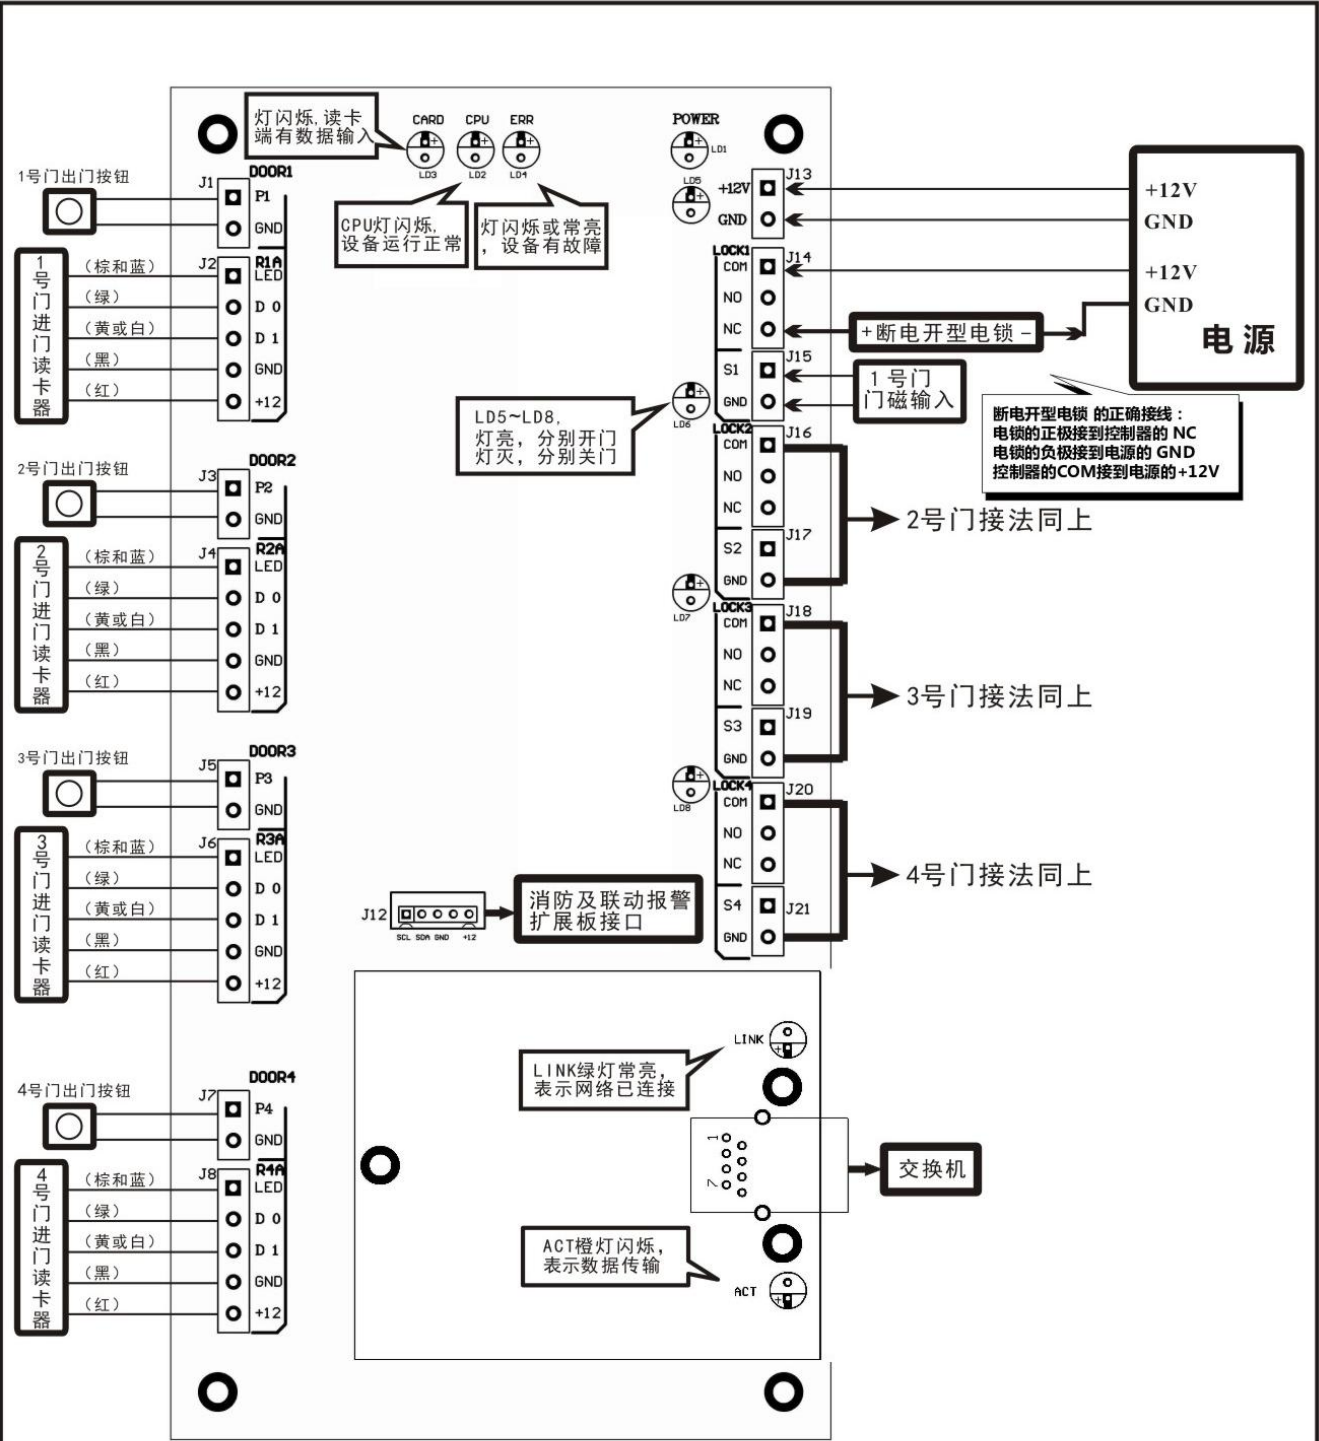 灯闪烁,读卡
端有数据输入
CARD CPU ERR
LD3 LD2 LD4
POWER
LD1
LD5
CPU灯闪烁,
设备运行正常
灯闪烁或常亮
,设备有故障
1号门出门按钮
J1
DOOR1
P1
GND
1号门进门读卡器
J2
R1A
(棕和蓝) LED
(绿) D0
(黄或白) D1
(黑) GND
(红) +12
2号门出门按钮
J3
DOOR2
P2
GND
2号门进门读卡器
J4
R2A
(棕和蓝) LED
(绿) D0
(黄或白) D1
(黑) GND
(红) +12
3号门出门按钮
J5
DOOR3
P3
GND
3号门进门读卡器
J6
R3A
(棕和蓝) LED
(绿) D0
(黄或白) D1
(黑) GND
(红) +12
4号门出门按钮
J7
DOOR4
P4
GND
4号门进门读卡器
J8
R4A
(棕和蓝) LED
(绿) D0
(黄或白) D1
(黑) GND
(红) +12
J13
+12V
GND
LOCK1
J14
COM
NO
NC
J15
S1
GND
+12V
GND
+12V
GND
电源
+断电开型电锁-
1号门
门磁输入
断电开型电锁 的正确接线:
电锁的正极接到控制器的 NC
电锁的负极接到电源的 GND
控制器的COM接到电源的+12V
LD5~LD8,
灯亮,分别开门
灯灭,分别关门
LD6
LOCK2
J16
COM
NO
NC
J17
S2
GND
2号门接法同上
LD7
LOCK3
J18
COM
NO
NC
J19
S3
GND
3号门接法同上
LD8
LOCK4
J20
COM
NO
NC
J21
S4
GND
4号门接法同上
J12
SCL SDA GND +12
消防及联动报警
扩展板接口
LINK
LINK绿灯常亮,
表示网络已连接
1
7
交换机
ACT橙灯闪烁,
表示数据传输
ACT